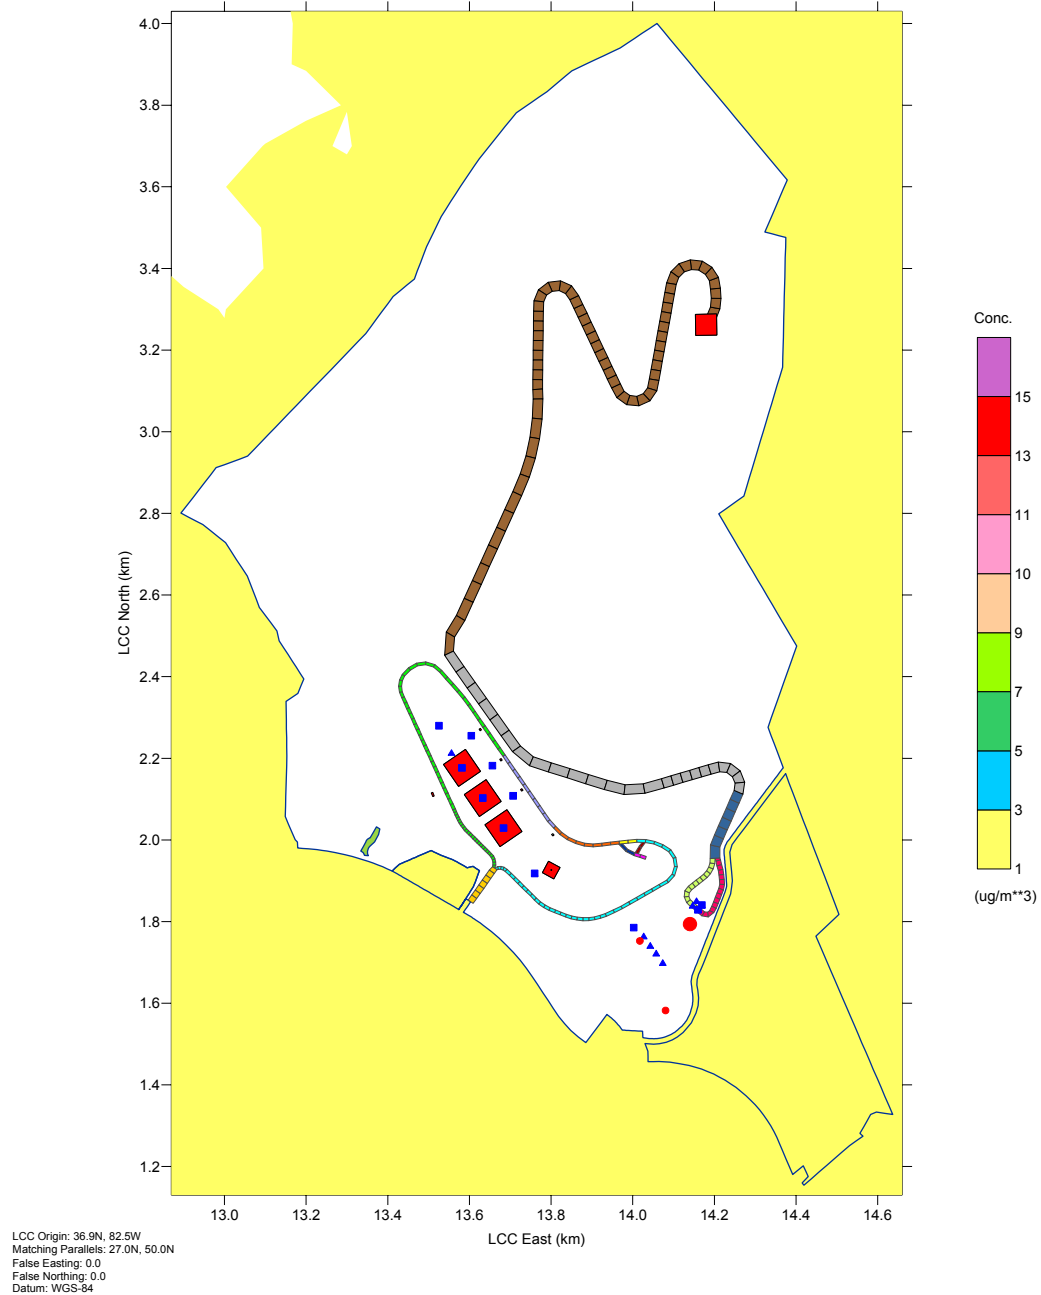 4.0
3.8
3.6
3.4
3.2
3.0
2.8
2.6
2.4
2.2
2.0
1.8
1.6
1.4
1.2
LCC North (km)
13.0 13.2 13.4 13.6 13.8 14.0 14.2 14.4 14.6
LCC East (km)
Conc.
15
13
11
10
9
7
5
3
1
(ug/m**3)
LCC Origin: 36.9N, 82.5W
Matching Parallels: 27.0N, 50.0N
False Easting: 0.0
False Northing: 0.0
Datum: WGS-84